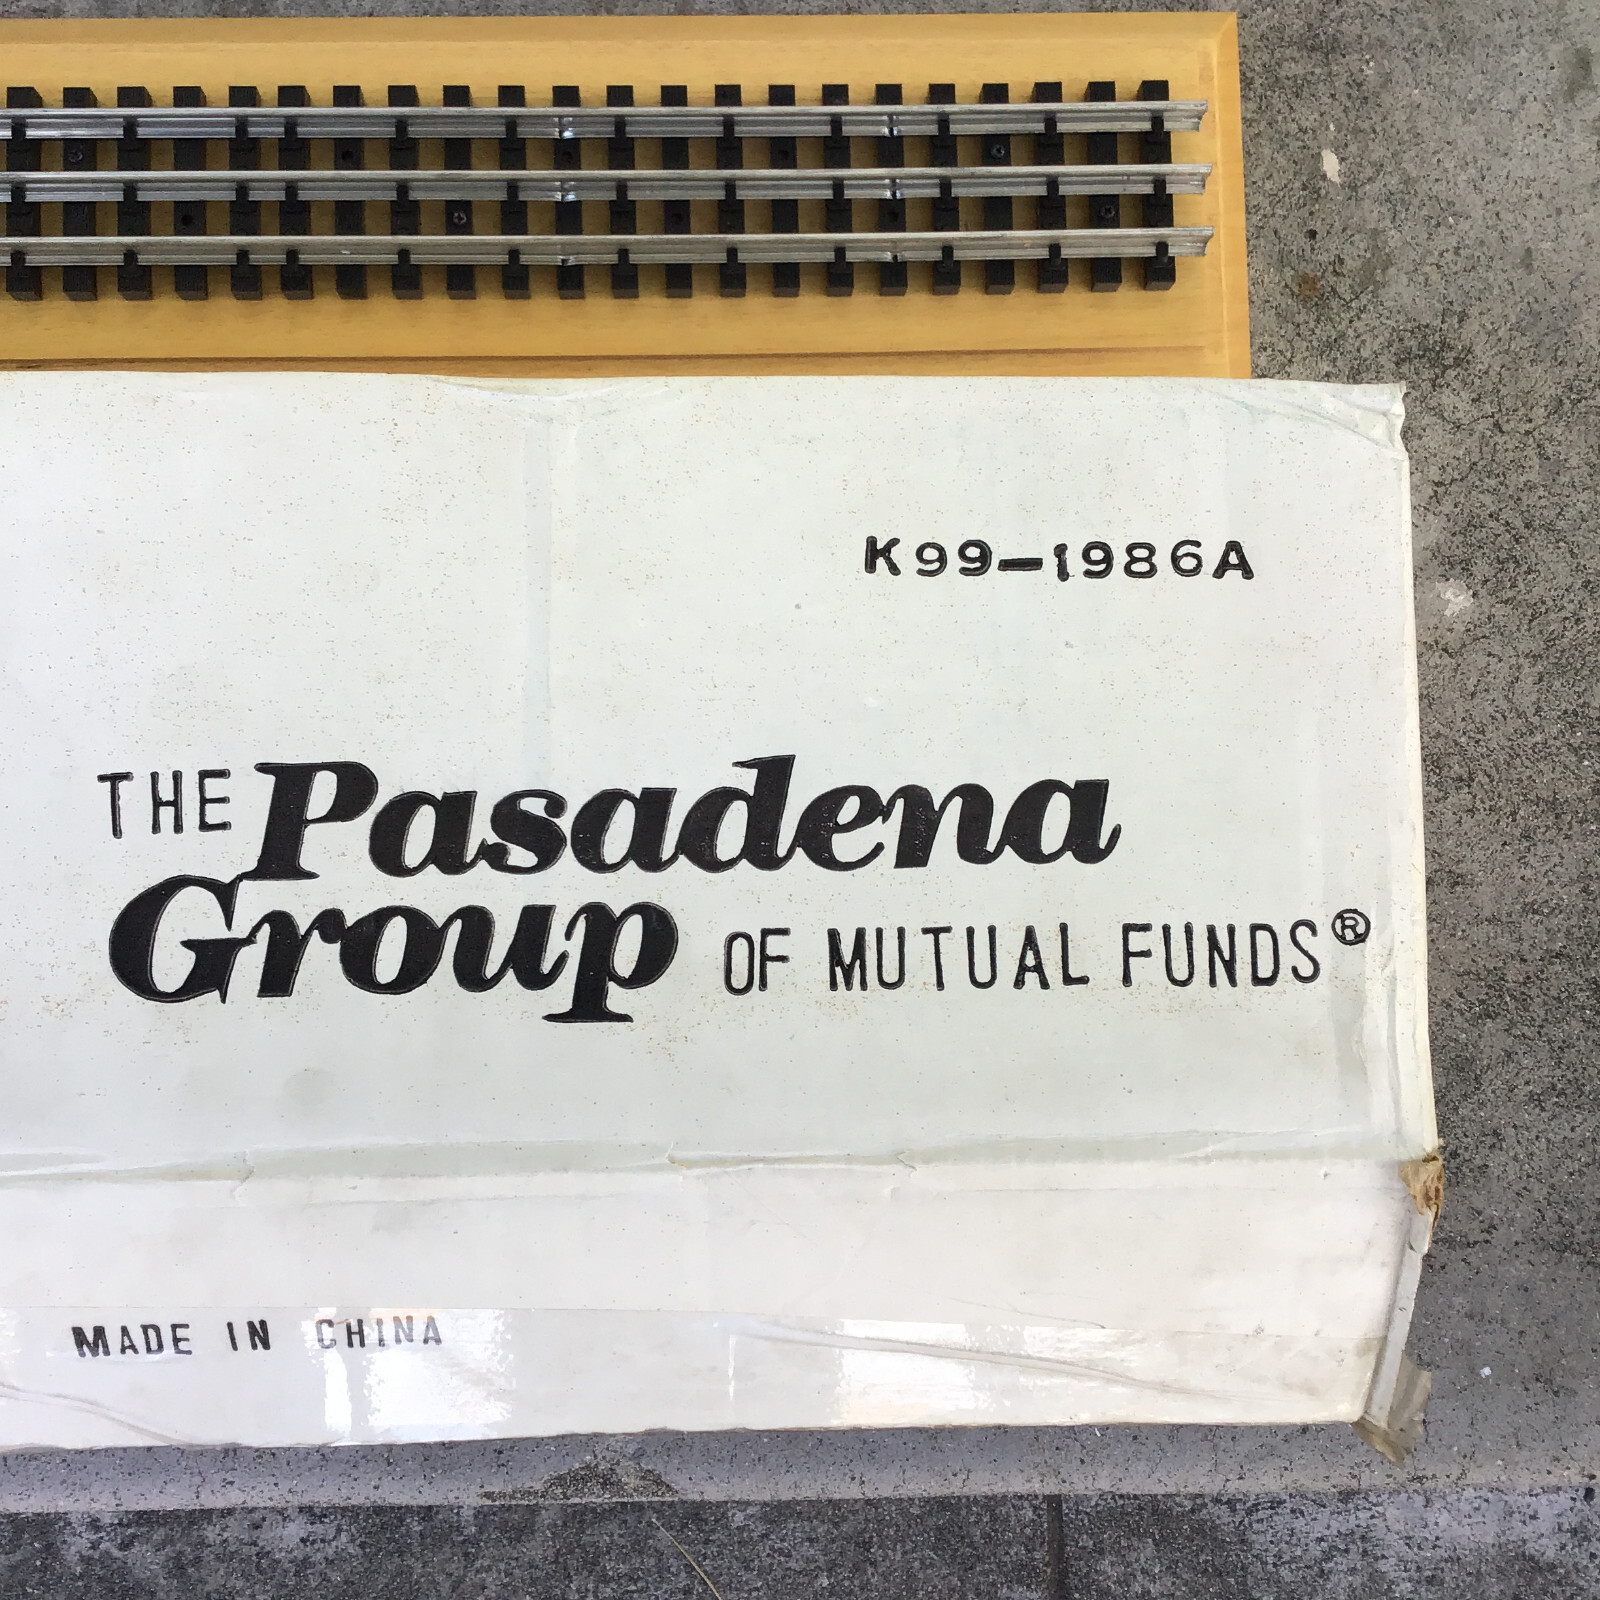 K99-1986A
THE Pasadena
Group OF MUTUAL FUNDS®
MADE IN CHINA